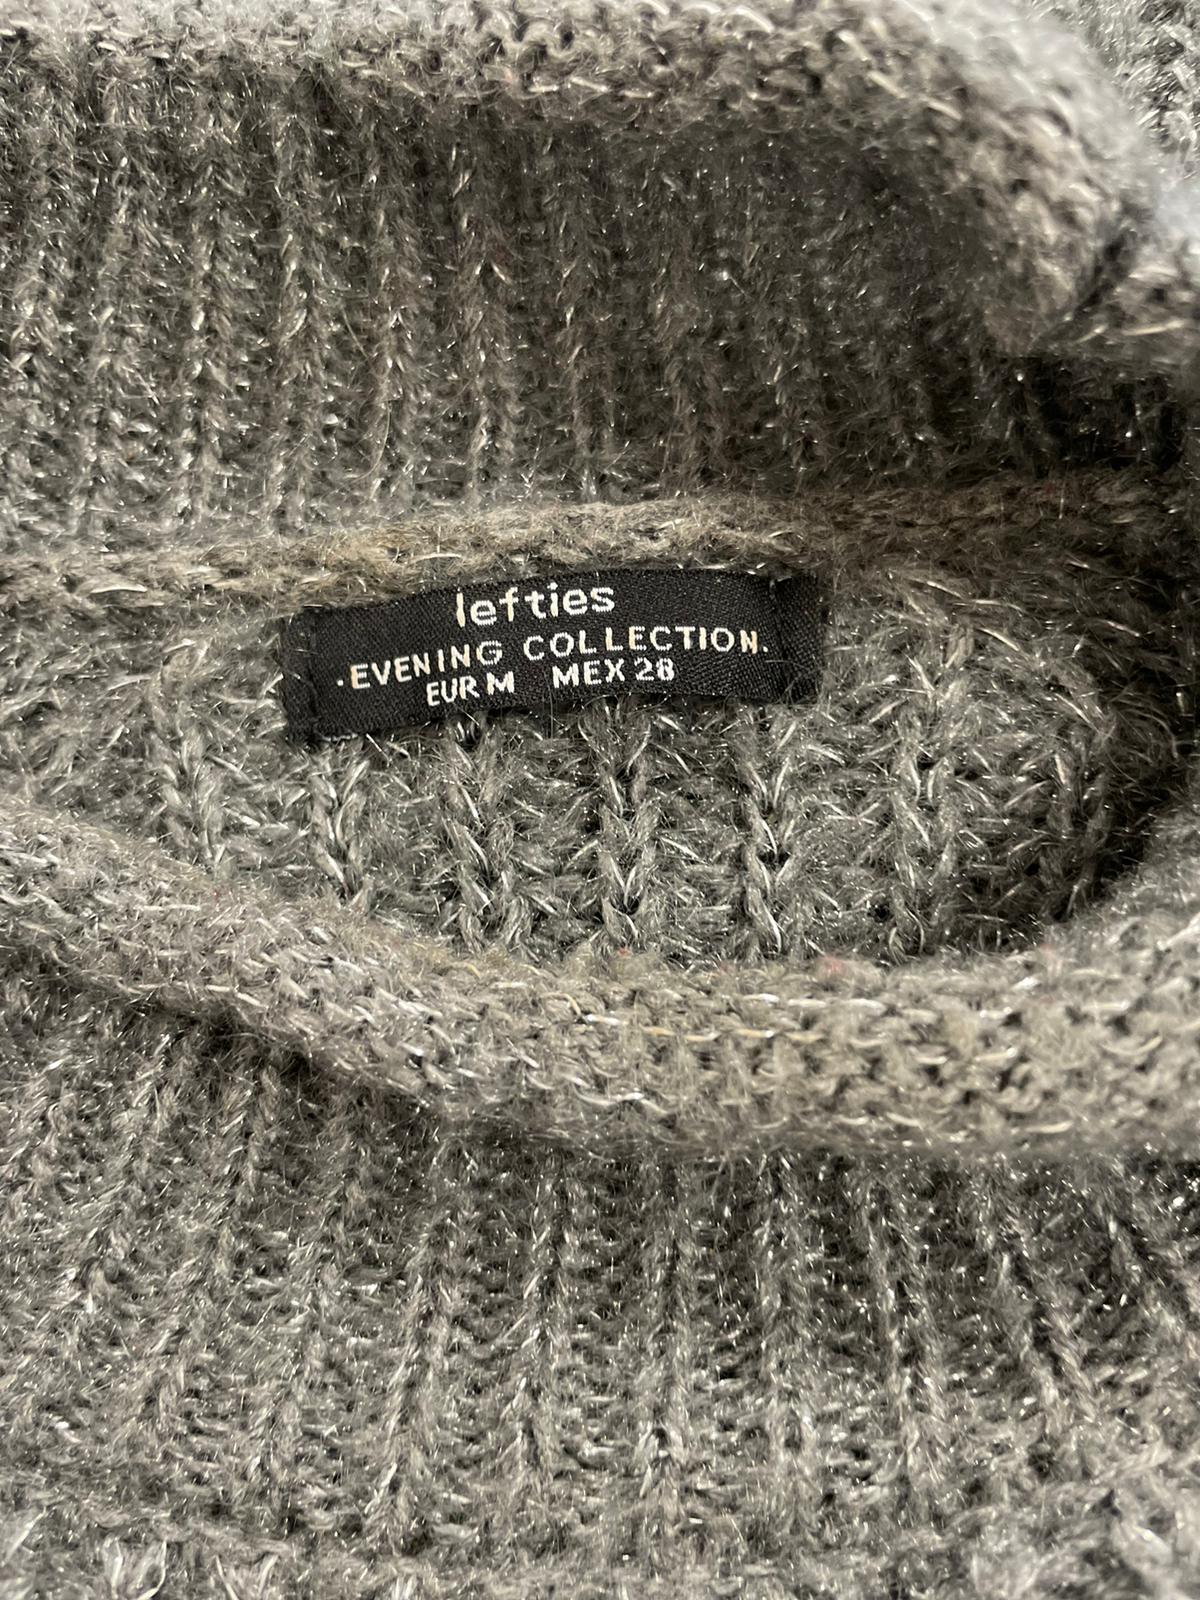 lefties
.EVENING COLLECTION.
EUR M MEX 28